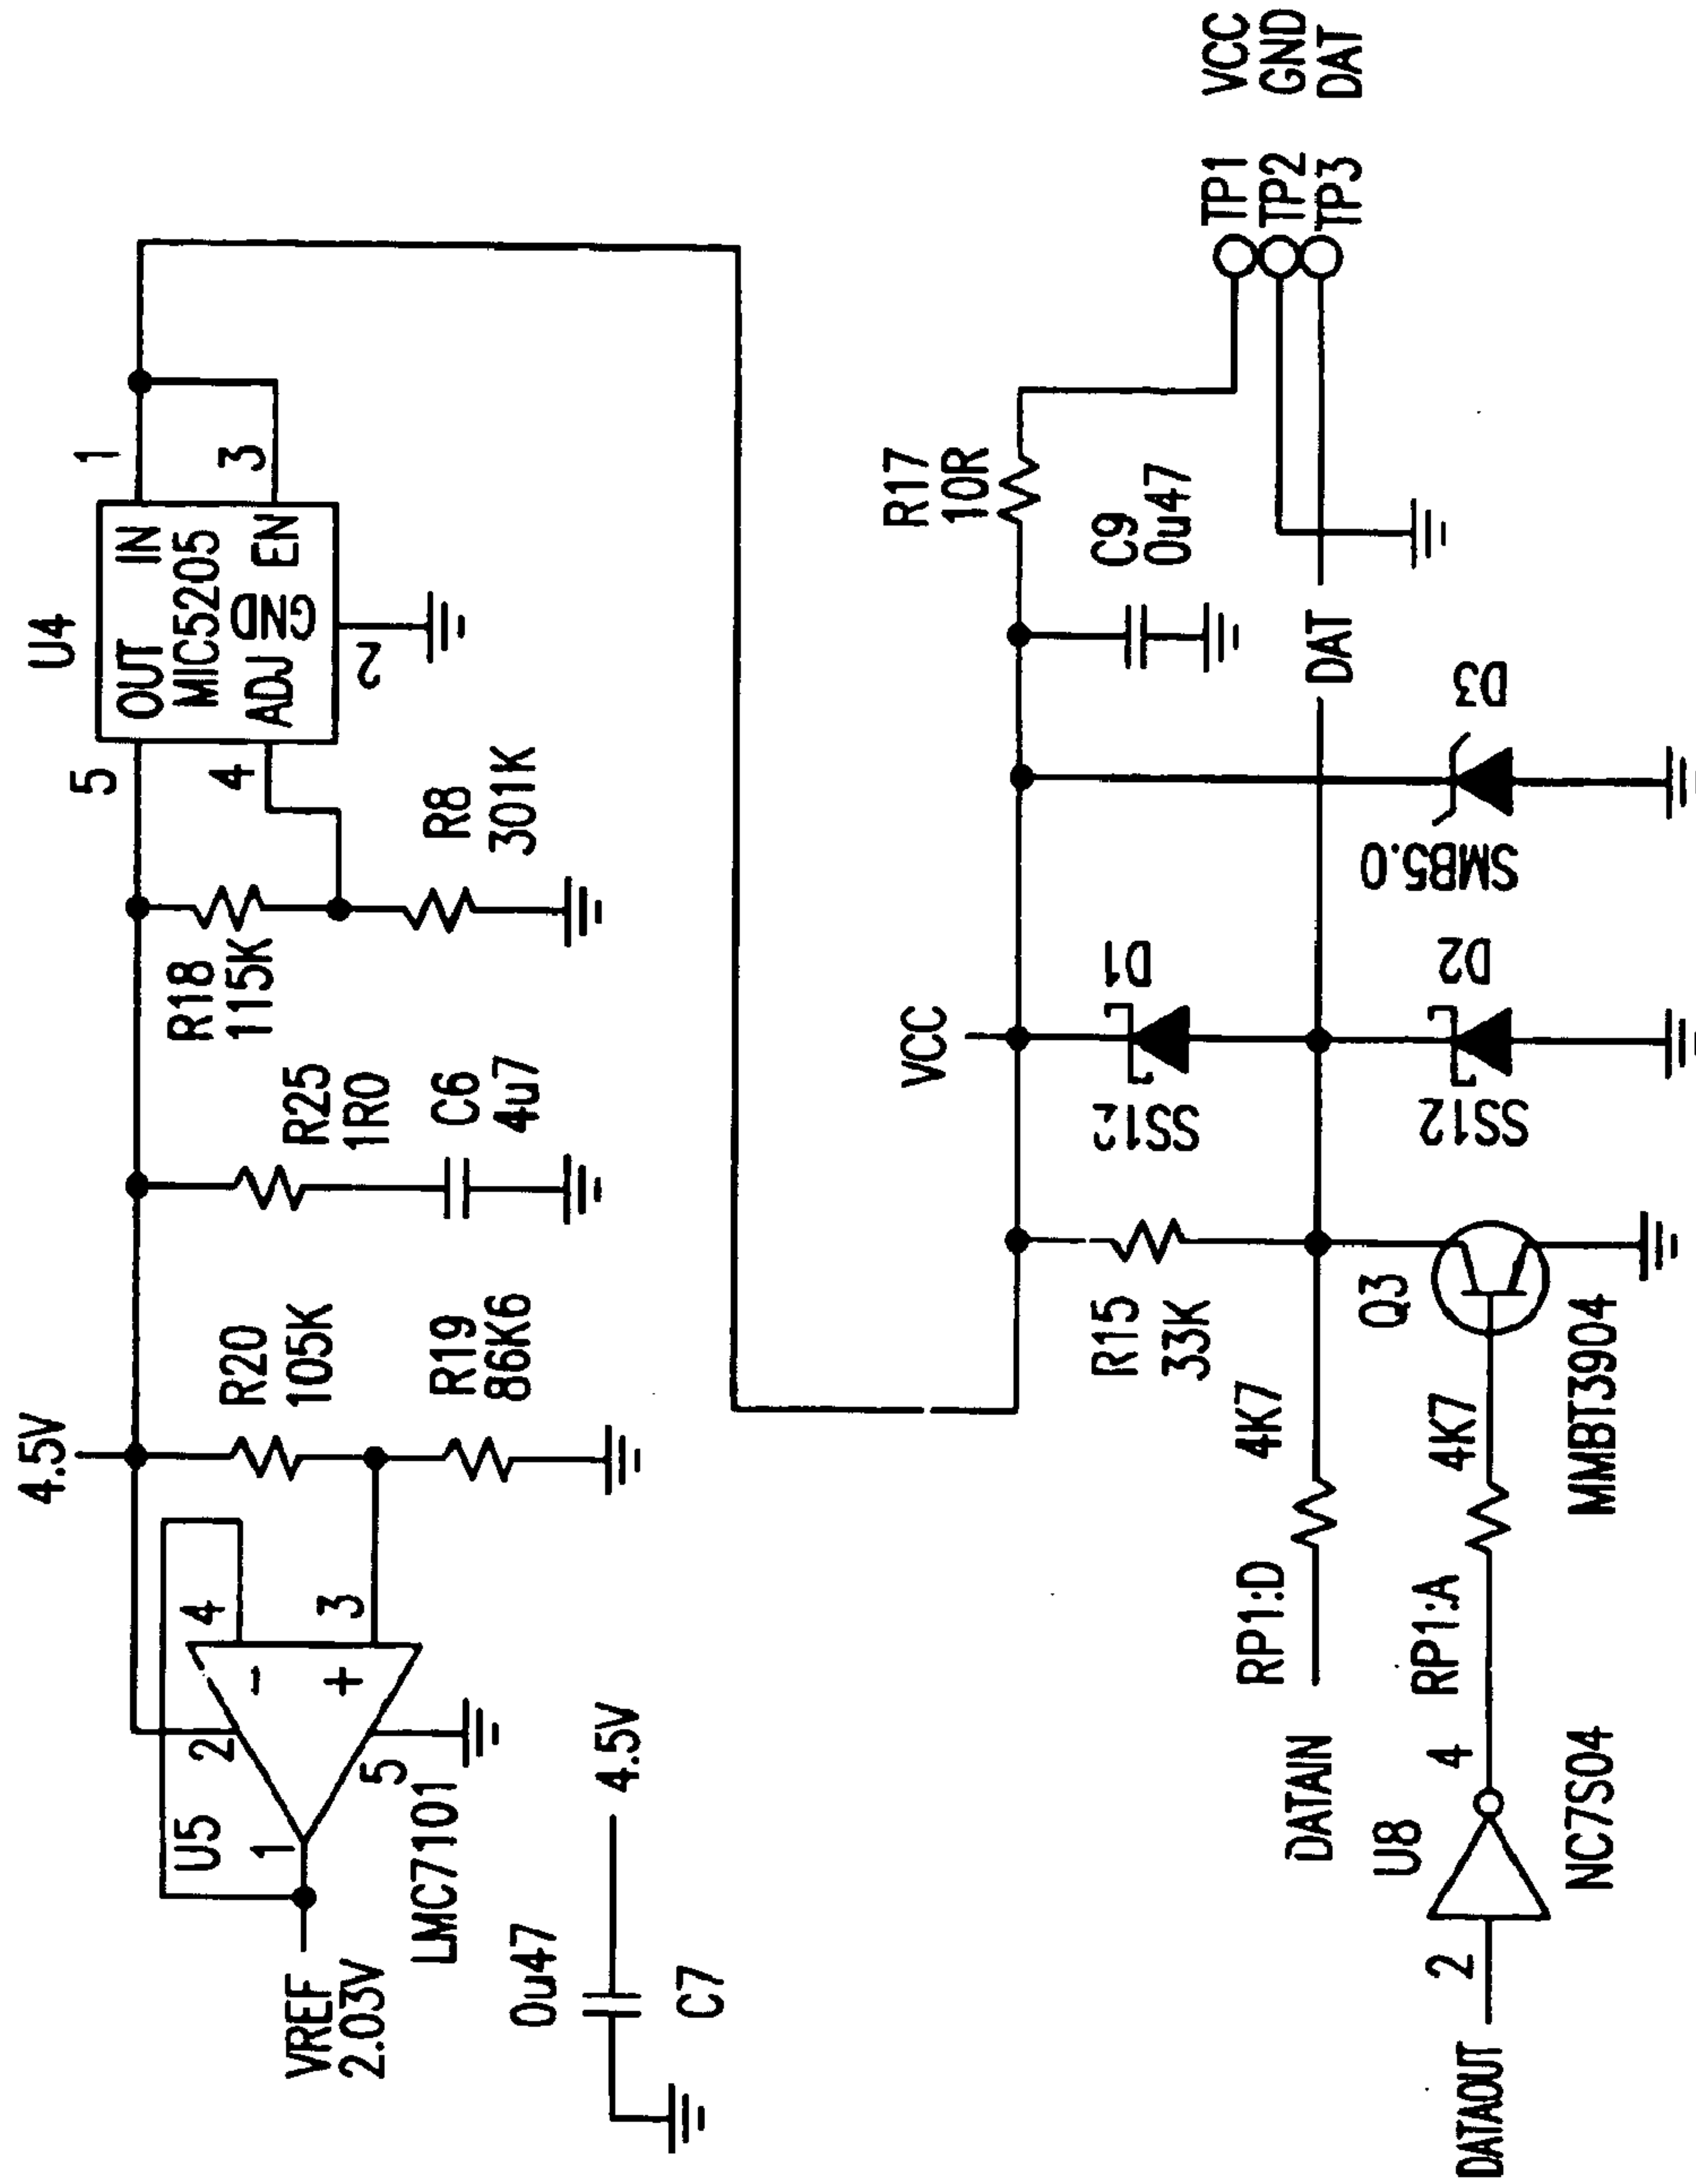 U4
OUT
IN
MIC5205
ADJ
GND
EN
5
4
1
3
2
R18
115K
R8
301K
R25
1R0
C6
4u7
4.5V
R20
105K
R19
86K6
U5
-
+
2
4
3
1
5
LMC7101
VREF
2.03V
0u47
C7
4.5V
VCC
R17
10R
C9
0u47
TP1
VCC
TP2
GND
TP3
DAT
DAT
D1
SS12
D2
SS12
D3
SMB5.0
R15
33K
RP1:D
4K7
DATAIN
Q3
MMBT3904
RP1:A
4K7
U8
4
2
NC7S04
DATAOUT